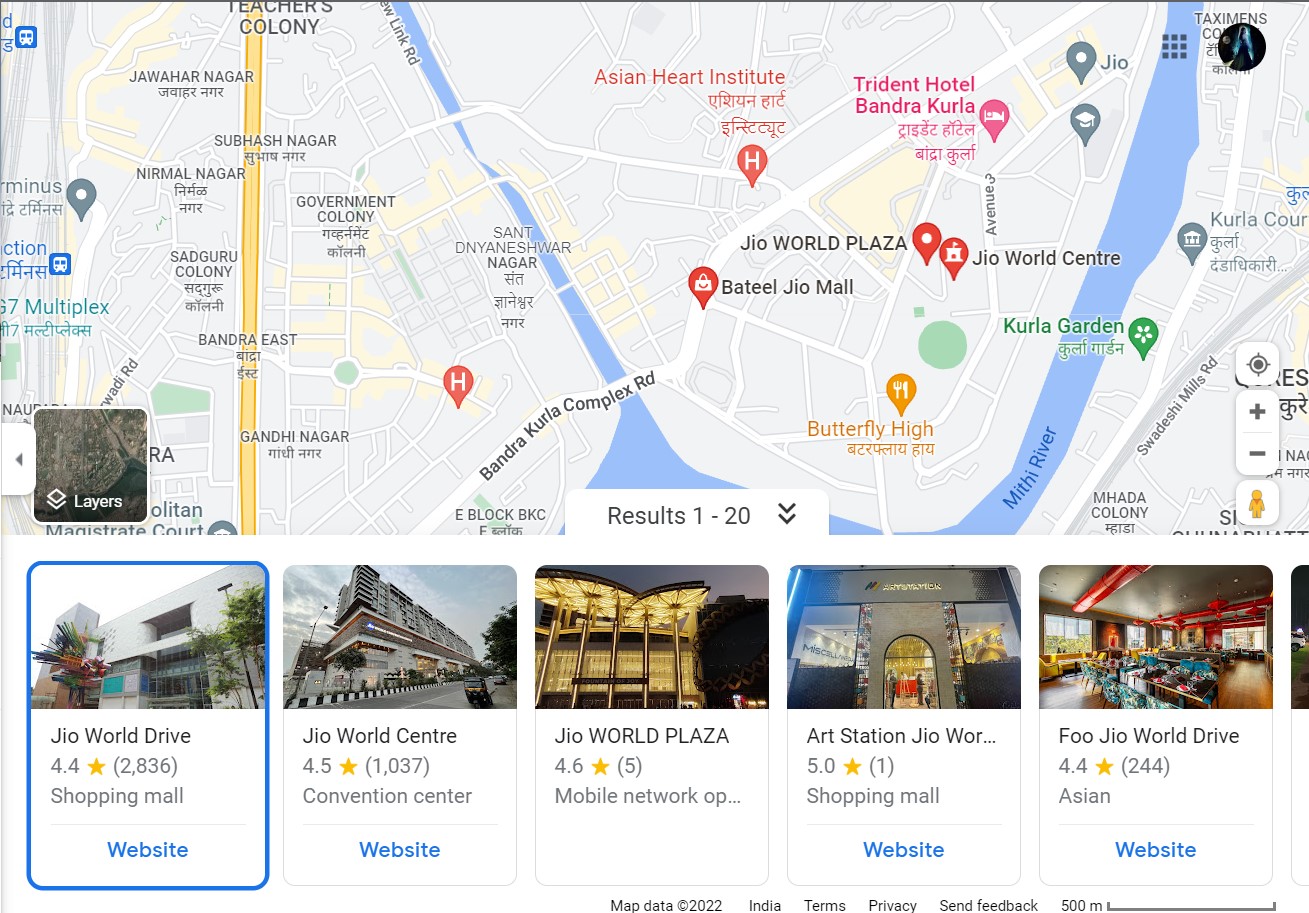 TEACHER'S
COLONY
ew Link Rd
TAXIMENS
JAWAHAR NAGAR
जवाहर नगर
Asian Heart Institute
एशियन हार्ट
इन्स्टिट्यूट
Trident Hotel
Bandra Kurla
ट्राइडेंट हॉटेल
बांद्रा कुर्ला
Jio
SUBHASH NAGAR
सुभाष नगर
NIRMAL NAGAR
निर्मळ
नगर
rminus
द्रे टर्मिनस
GOVERNMENT
COLONY
गव्हर्नमेंट
कॉलनी
Avenue 3
SANT
DNYANESHWAR
NAGAR
संत
ज्ञानेश्वर
नगर
Kurla Cour
कुर्ला
दंडाधिकारी...
ction
टर्मिनस
SADGURU
COLONY
सद्गुरू
कॉलनी
Jio WORLD PLAZA
Jio World Centre
Bateel Jio Mall
G7 Multiplex
जी7 मल्टीप्लेक्स
BANDRA EAST
बांद्रा
ईस्ट
Kurla Garden
कुर्ला गार्डन
wadi Rd
Bandra Kurla Complex Rd
Swadeshi Mills Rd
NAUPADA
GANDHI NAGAR
गांधी नगर
Butterfly High
बटरफ्लाय हाय
Mithi River
RA
Layers
olitan
Magistrate Court
E BLOCK BKC
ई ब्लॉक
MHADA
COLONY
म्हाडा
Results 1 - 20
FOUNTAIN OF JOY
ARTSTATION
Jio World Drive
4.4 ★ (2,836)
Shopping mall
Website
Jio World Centre
4.5 ★ (1,037)
Convention center
Website
Jio WORLD PLAZA
4.6 ★ (5)
Mobile network op...
Art Station Jio Wor...
5.0 ★ (1)
Shopping mall
Website
Foo Jio World Drive
4.4 ★ (244)
Asian
Website
Map data ©2022 India Terms Privacy Send feedback 500 m